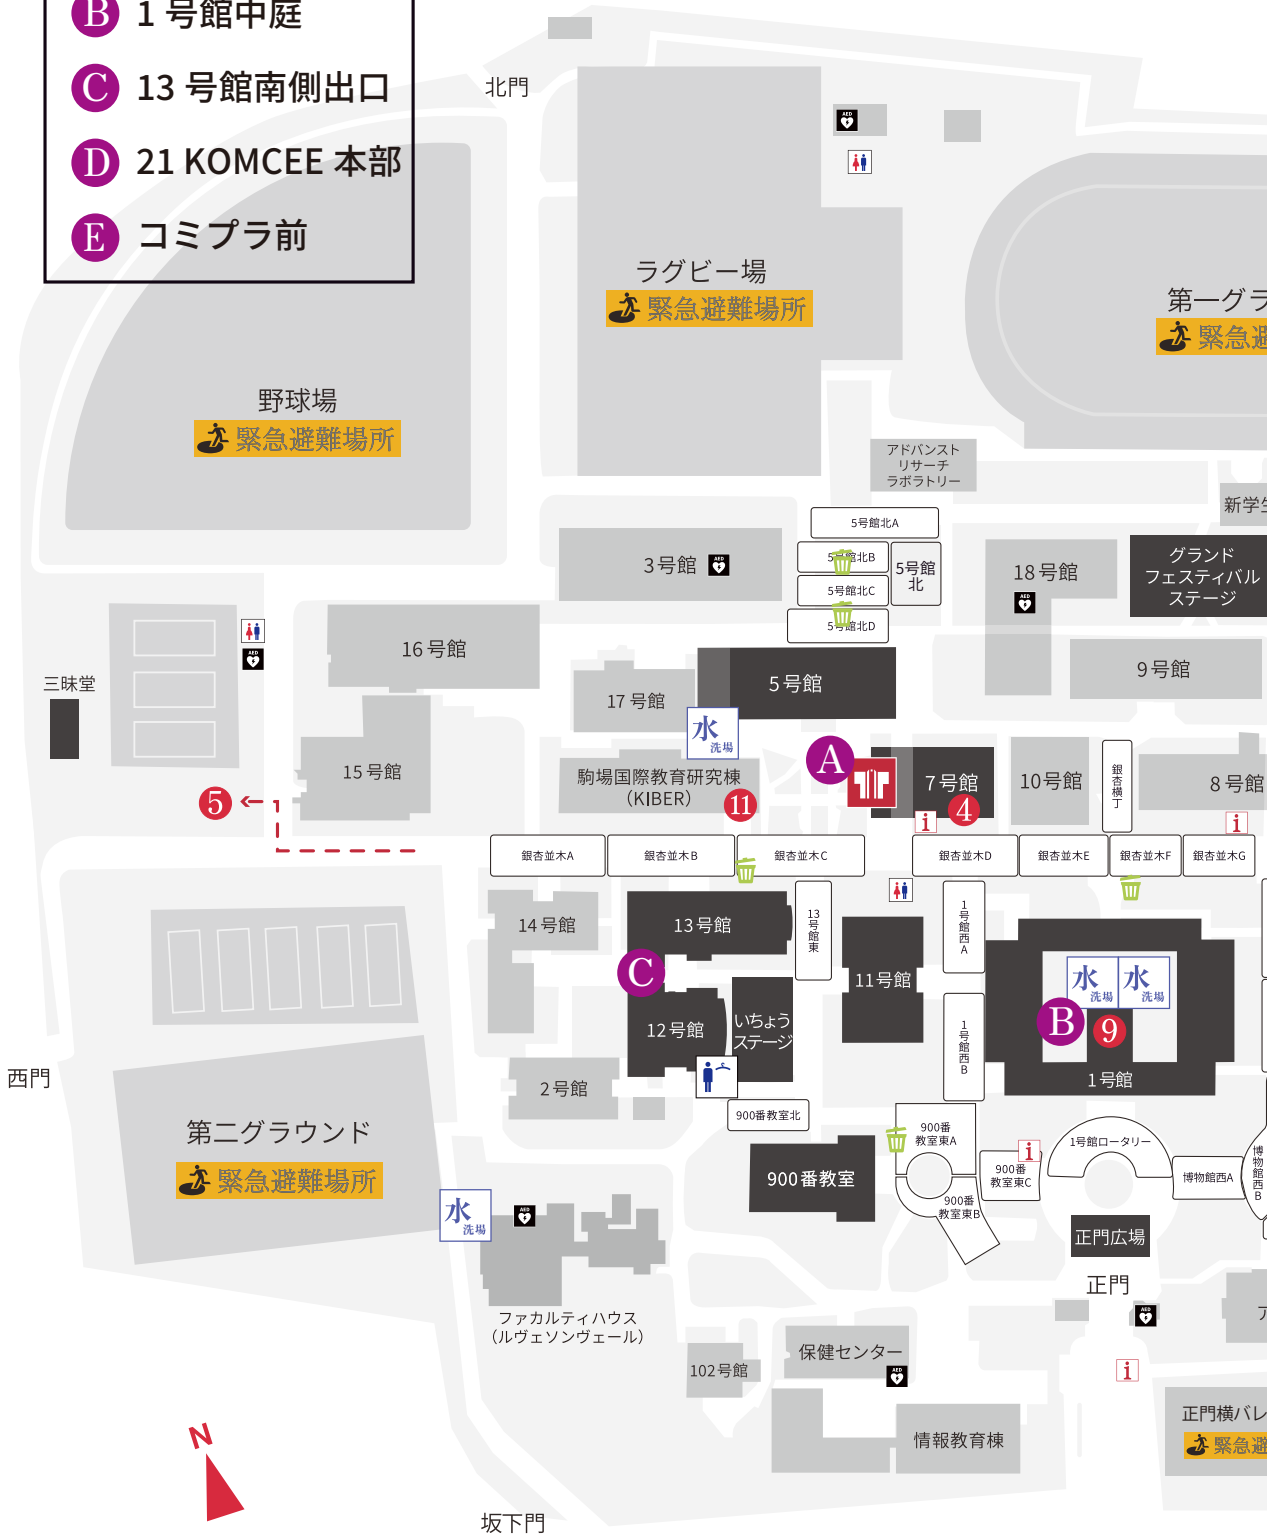 B 1 号館中庭
C 13 号館南側出口
D 21 KOMCEE 本部
E コミプラ前
北門
AED
ラグビー場
緊急避難場所
第一グラ
緊急避
野球場
緊急避難場所
アドバンスト
リサーチ
ラボラトリー
新学生
5号館北A
5号館北B
5号館北C
5号館北D
5号館
北
3号館
AED
18号館
AED
グランド
フェスティバル
ステージ
16号館
AED
三昧堂
17号館
5号館
9号館
水
洗場
15号館
駒場国際教育研究棟
（KIBER）
11
5
A
7号館
4
i
10号館
銀杏横丁
8号館
i
銀杏並木A
銀杏並木B
銀杏並木C
銀杏並木D
銀杏並木E
銀杏並木F
銀杏並木G
14号館
13号館
13号館東
C
12号館
いちょう
ステージ
11号館
1号館西A
1号館西B
水
洗場
水
洗場
B
9
1号館
西門
2号館
900番教室北
第二グラウンド
緊急避難場所
900番教室
900番
教室東A
900番
教室東B
900番
教室東C
i
1号館ロータリー
博物館西A
博物館西B
水
洗場
AED
正門広場
正門
AED
ファカルティハウス
（ルヴェソンヴェール）
ア
保健センター
AED
102号館
i
情報教育棟
正門横バレ
緊急避
N
坂下門